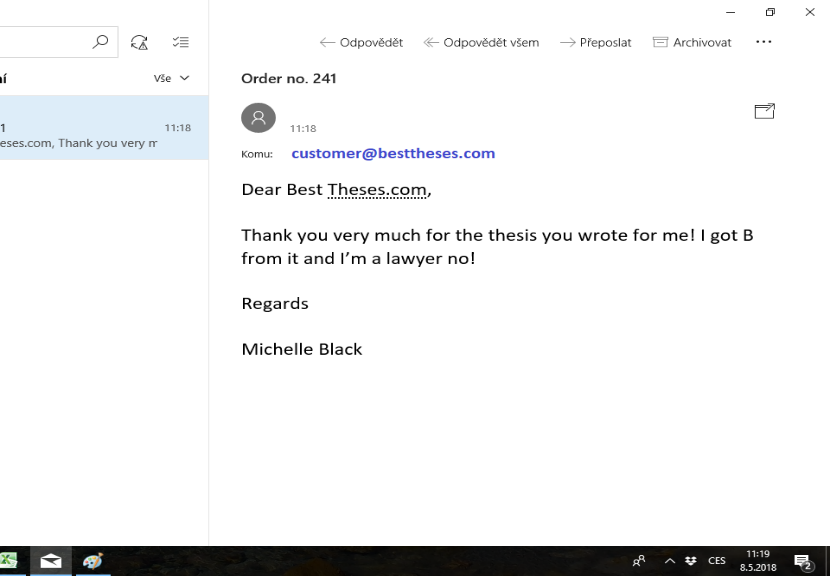 Odpovědět Odpovědět všem Přeposlat Archivovat ...
ní Vše
Order no. 241
1 11:18
eses.com, Thank you very m
11:18
Komu: customer@besttheses.com
Dear Best Theses.com,
Thank you very much for the thesis you wrote for me! I got B
from it and I’m a lawyer no!
Regards
Michelle Black
CES 11:19
8.5.2018
2